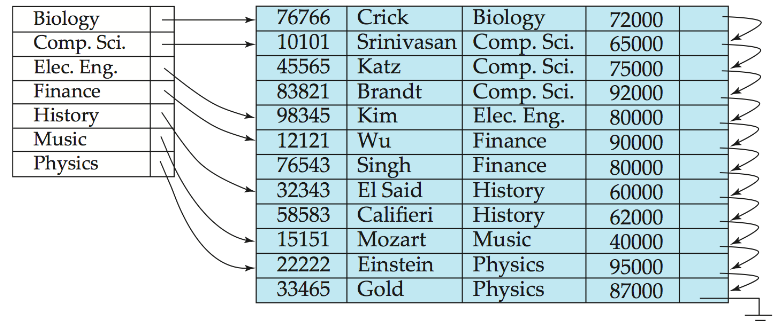 Biology
Comp. Sci.
Elec. Eng.
Finance
History
Music
Physics
76766 Crick Biology 72000
10101 Srinivasan Comp. Sci. 65000
45565 Katz Comp. Sci. 75000
83821 Brandt Comp. Sci. 92000
98345 Kim Elec. Eng. 80000
12121 Wu Finance 90000
76543 Singh Finance 80000
32343 El Said History 60000
58583 Califieri History 62000
15151 Mozart Music 40000
22222 Einstein Physics 95000
33465 Gold Physics 87000